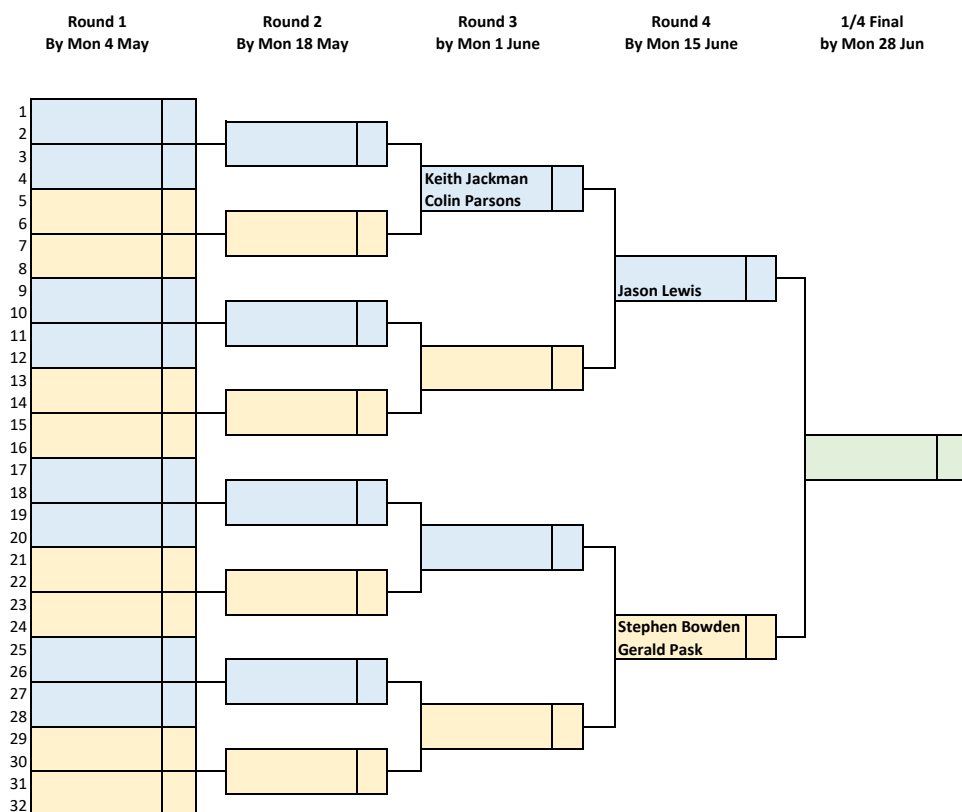 Round 1
By Mon 4 May
Round 2
By Mon 18 May
Round 3
by Mon 1 June
Round 4
By Mon 15 June
1/4 Final
by Mon 28 Jun
1
2
3
4
5
6
7
8
9
10
11
12
13
14
15
16
17
18
19
20
21
22
23
24
25
26
27
28
29
30
31
32
Keith Jackman
Colin Parsons
Jason Lewis
Stephen Bowden
Gerald Pask